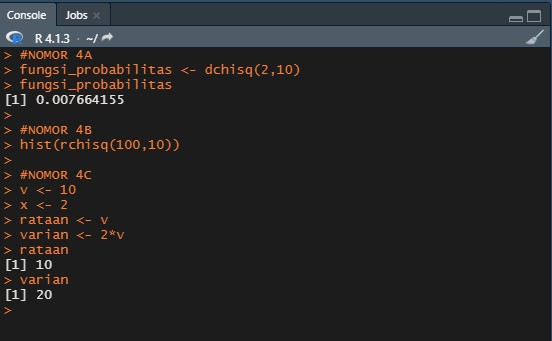 Console Jobs ×
R 4.1.3 · ~/
> #NOMOR 4A
> fungsi_probabilitas <- dchisq(2,10)
> fungsi_probabilitas
[1] 0.007664155
>
> #NOMOR 4B
> hist(rchisq(100,10))
>
> #NOMOR 4C
> v <- 10
> x <- 2
> rataan <- v
> varian <- 2*v
> rataan
[1] 10
> varian
[1] 20
>